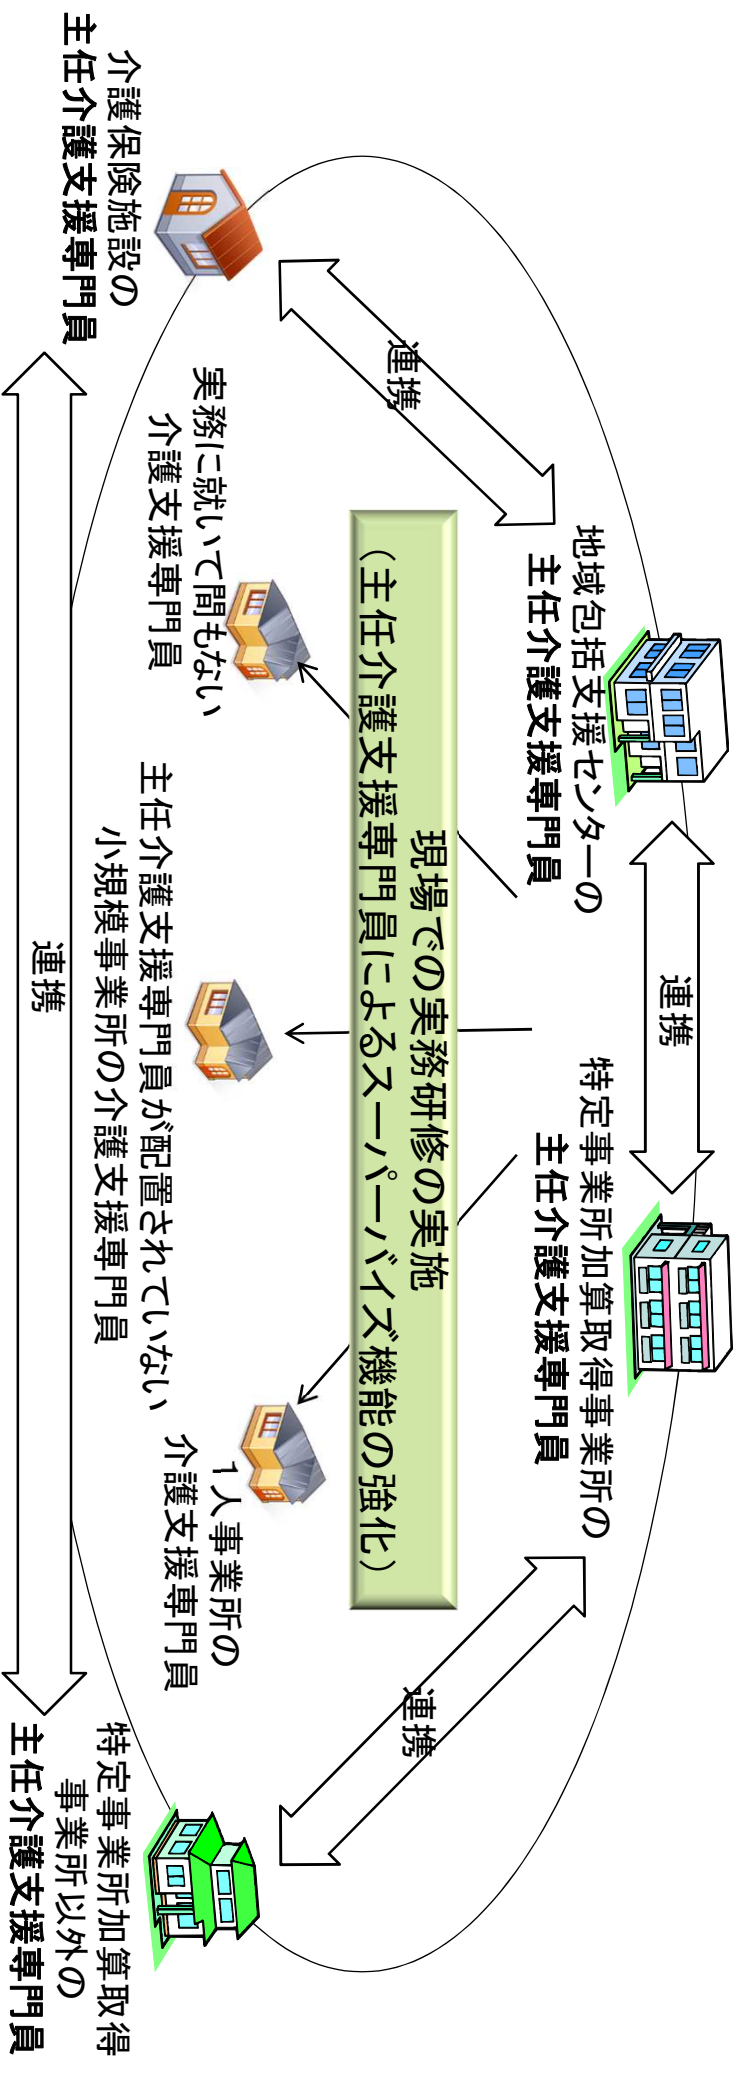 地域包括支援センターの
主任介護支援専門員
連携
特定事業所加算取得事業所の
主任介護支援専門員
連携
連携
現場での実務研修の実施
（主任介護支援専門員によるスーパーバイズ機能の強化）
介護保険施設の
主任介護支援専門員
実務に就いて間もない
介護支援専門員
主任介護支援専門員が配置されていない
小規模事業所の介護支援専門員
１人事業所の
介護支援専門員
特定事業所加算取得
事業所以外の
主任介護支援専門員
連携